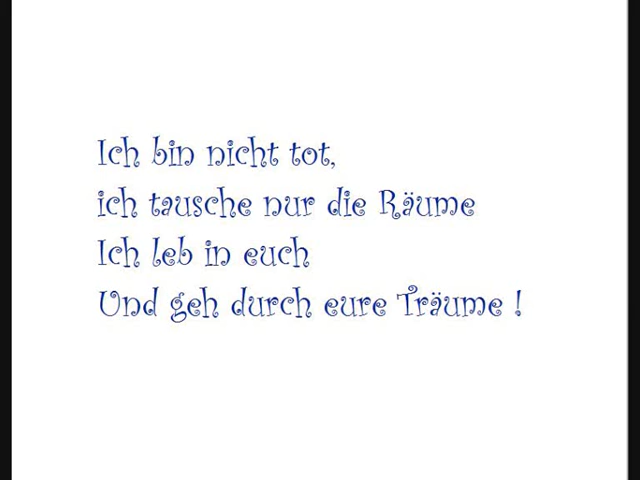 Ich bin nicht tot,
ich tausche nur die Räume
Ich leb in euch
Und geh durch eure Träume !